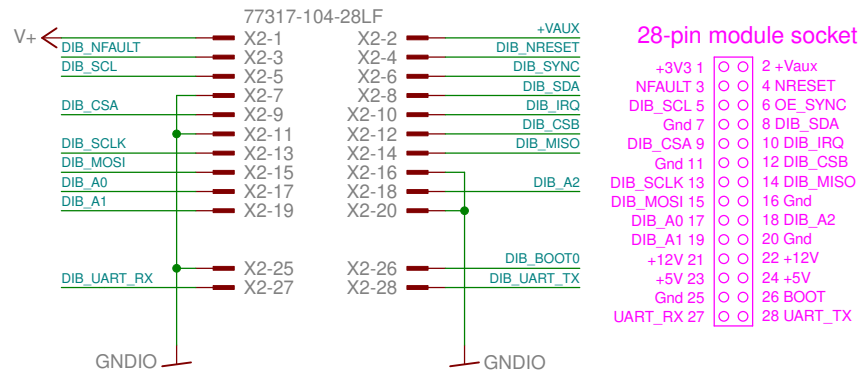 77317-104-28LF
V+ X2-1 X2-2 +VAUX
DIB_NFAULT X2-3 X2-4 DIB_NRESET
DIB_SCL X2-5 X2-6 DIB_SYNC
X2-7 X2-8 DIB_SDA
DIB_CSA X2-9 X2-10 DIB_IRQ
X2-11 X2-12 DIB_CSB
DIB_SCLK X2-13 X2-14 DIB_MISO
DIB_MOSI X2-15 X2-16
DIB_A0 X2-17 X2-18 DIB_A2
DIB_A1 X2-19 X2-20
X2-25 X2-26 DIB_BOOT0
DIB_UART_RX X2-27 X2-28 DIB_UART_TX
GNDIO GNDIO
28-pin module socket
+3V3 1 2 +Vaux
NFAULT 3 4 NRESET
DIB_SCL 5 6 OE_SYNC
Gnd 7 8 DIB_SDA
DIB_CSA 9 10 DIB_IRQ
Gnd 11 12 DIB_CSB
DIB_SCLK 13 14 DIB_MISO
DIB_MOSI 15 16 Gnd
DIB_A0 17 18 DIB_A2
DIB_A1 19 20 Gnd
+12V 21 22 +12V
+5V 23 24 +5V
Gnd 25 26 BOOT
UART_RX 27 28 UART_TX